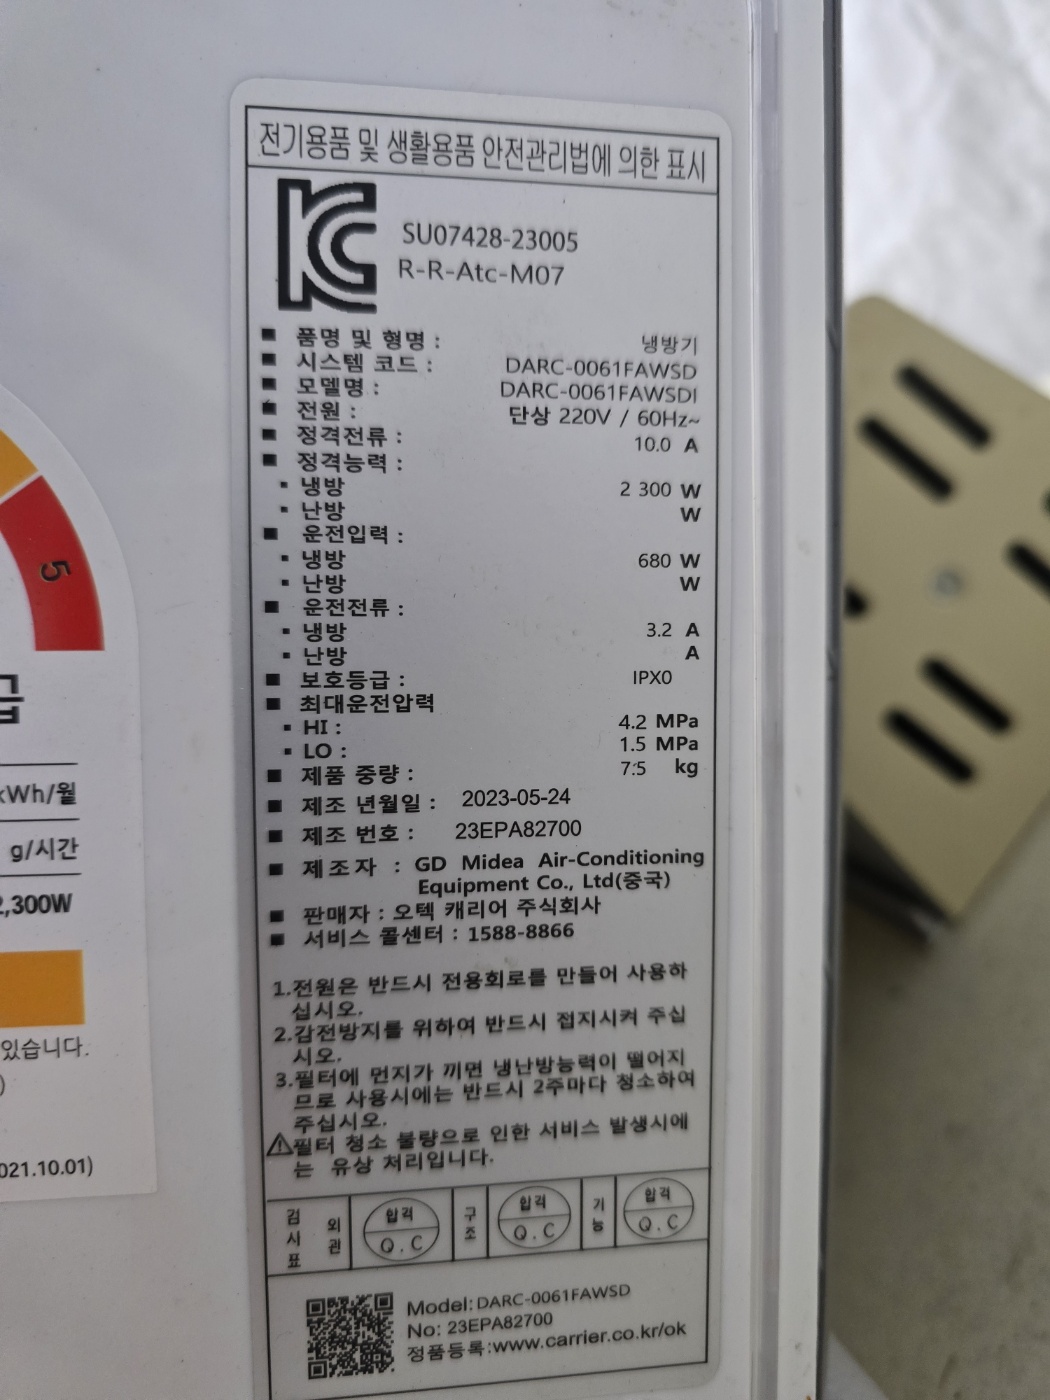 전기용품 및 생활용품 안전관리법에 의한 표시
SU07428-23005
R-R-Atc-M07
■ 품명 및 형명 : 냉방기
■ 시스템 코드 : DARC-0061FAWSD
■ 모델명 : DARC-0061FAWSDI
■ 전원 : 단상 220V / 60Hz~
■ 정격전류 : 10.0 A
■ 정격능력 :
▪ 냉방 2 300 W
▪ 난방 W
■ 운전입력 :
▪ 냉방 680 W
▪ 난방 W
■ 운전전류 :
▪ 냉방 3.2 A
▪ 난방 A
■ 보호등급 : IPX0
■ 최대운전압력
▪ HI : 4.2 MPa
▪ LO : 1.5 MPa
■ 제품 중량 : 7.5 kg
■ 제조 년월일 : 2023-05-24
■ 제조 번호 : 23EPA82700
■ 제조자 : GD Midea Air-Conditioning
Equipment Co., Ltd(중국)
■ 판매자 : 오텍 캐리어 주식회사
■ 서비스 콜센터 : 1588-8866
1.전원은 반드시 전용회로를 만들어 사용하
십시오.
2.감전방지를 위하여 반드시 접지시켜 주십
시오.
3.필터에 먼지가 끼면 냉난방능력이 떨어지
므로 사용시에는 반드시 2주마다 청소하여
주십시오.
⚠필터 청소 불량으로 인한 서비스 발생시에
는 유상 처리입니다.
검시표 외관 합격 Q.C 구조 합격 Q.C 기능 합격 Q.C
Model: DARC-0061FAWSD
No: 23EPA82700
정품등록:www.carrier.co.kr/ok
5
급
kWh/월
g/시간
2,300W
있습니다.
)
021.10.01)